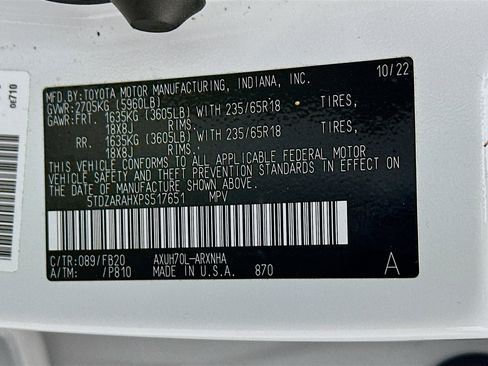 MFD.BY:TOYOTA MOTOR MANUFACTURING, INDIANA, INC. 10/22
GVWR:2705KG (5960LB)
GAWR:FRT. 1635KG (3605LB) WITH 235/65R18 TIRES,
18X8J RIMS.
RR. 1635KG (3605LB) WITH 235/65R18 TIRES,
18X8J RIMS.
THIS VEHICLE CONFORMS TO ALL APPLICABLE FEDERAL MOTOR
VEHICLE SAFETY AND THEFT PREVENTION STANDARDS IN EFFECT ON
THE DATE OF MANUFACTURE SHOWN ABOVE.
5TDZARAHXPS517651 MPV
C/TR:089/FB20 AXUH70L-ARXNHA
A/TM: /P810 MADE IN U.S.A. 870 A